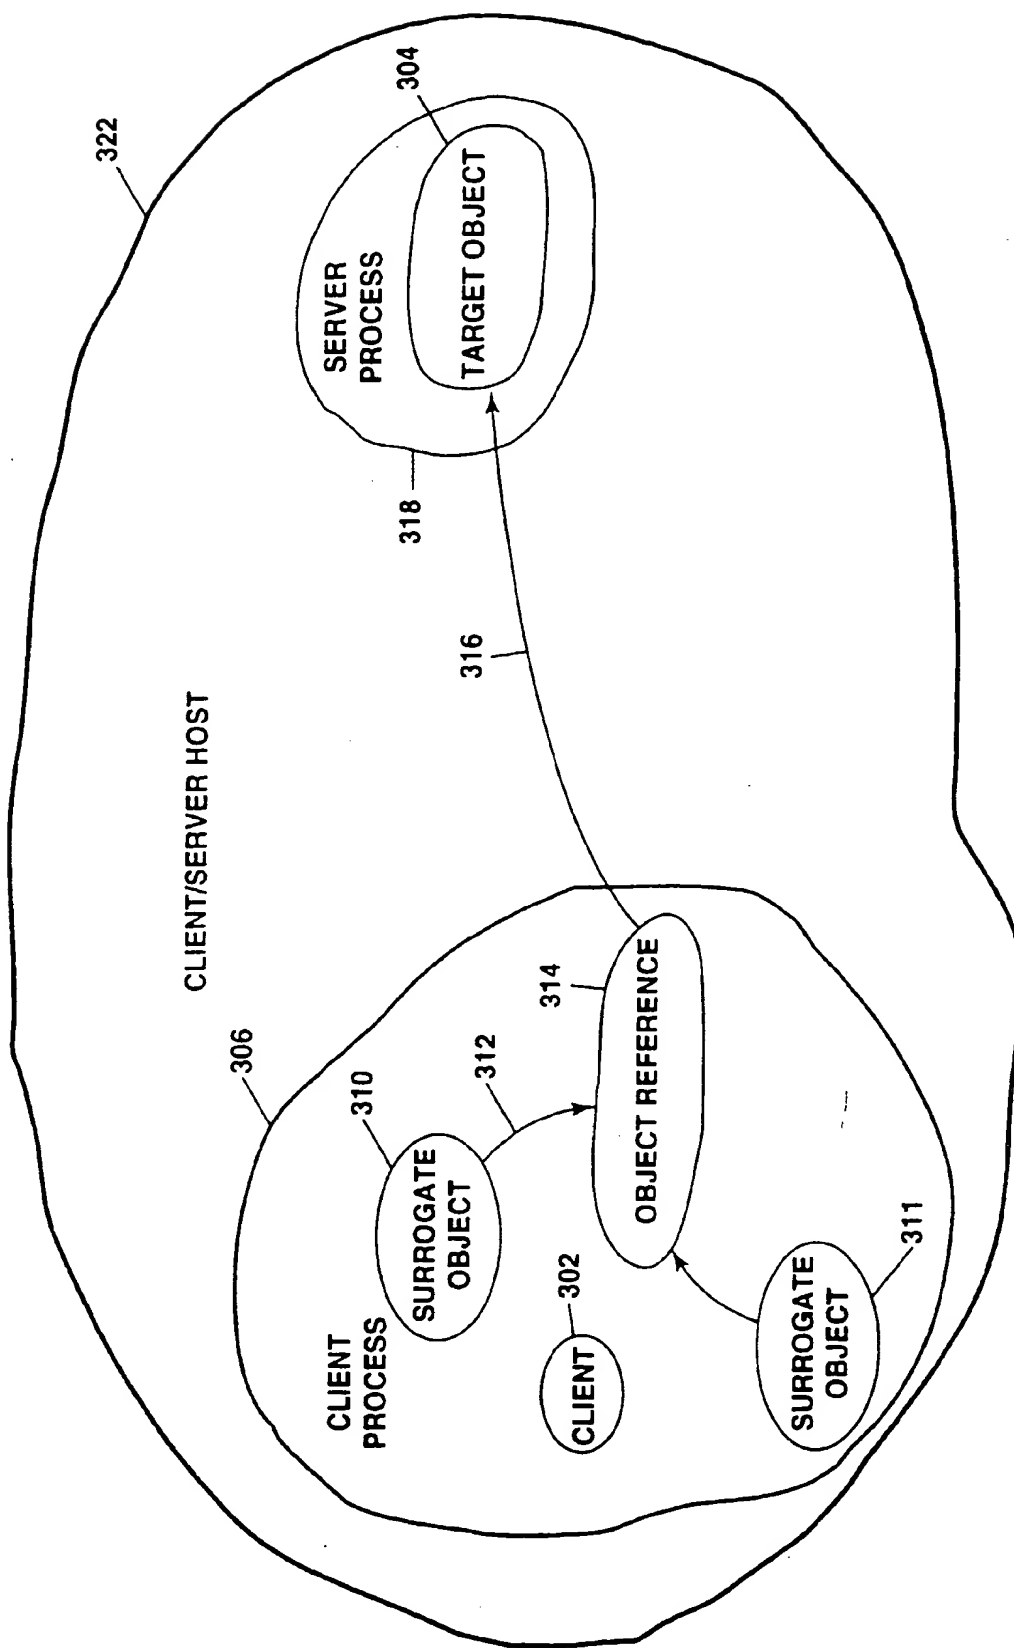 322
CLIENT/SERVER HOST
306
CLIENT
PROCESS
310
SURROGATE
OBJECT
312
302
CLIENT
314
OBJECT REFERENCE
SURROGATE
OBJECT
311
316
318
SERVER
PROCESS
304
TARGET OBJECT